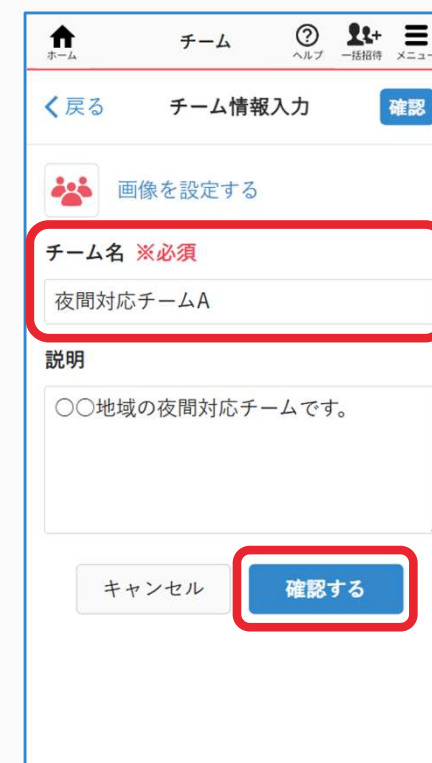 チーム
ホーム
ヘルプ
一括招待
メニュー
戻る
チーム情報入力
確認
画像を設定する
チーム名 ※必須
夜間対応チームA
説明
○○地域の夜間対応チームです。
キャンセル
確認する